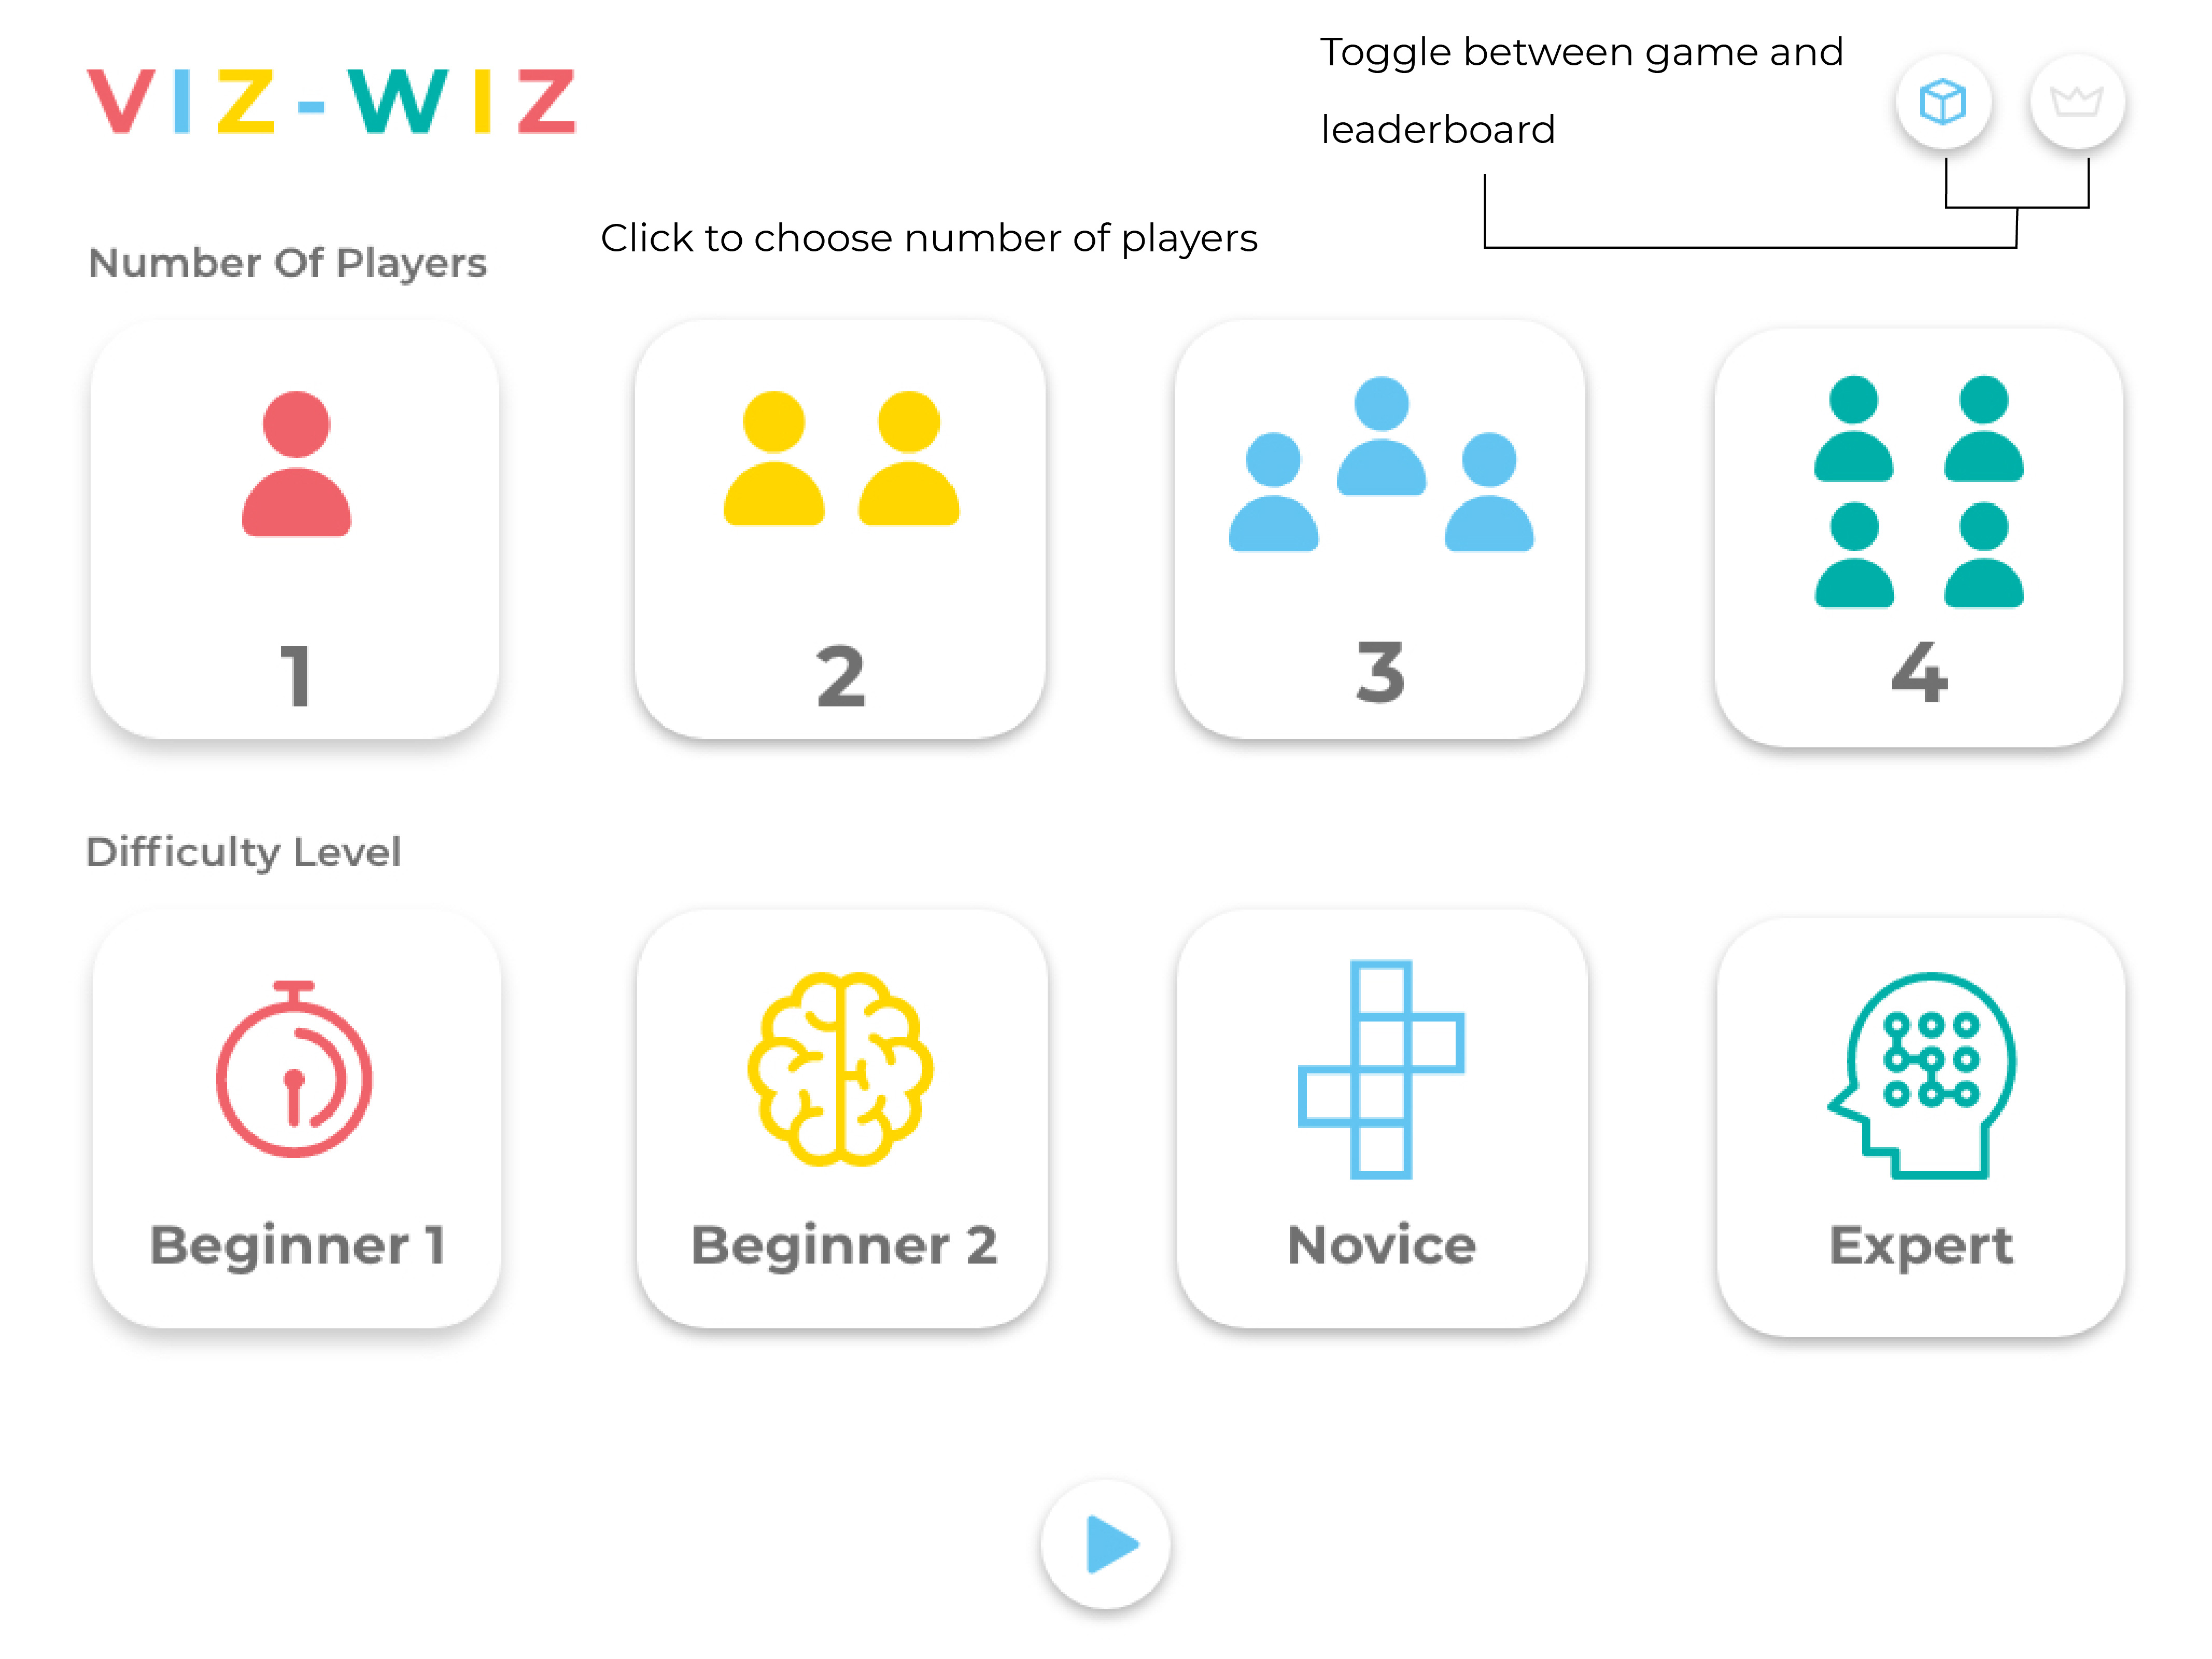 VIZ-WIZ
Toggle between game and
leaderboard
Number Of Players
Click to choose number of players
1
2
3
4
Difficulty Level
Beginner 1
Beginner 2
Novice
Expert